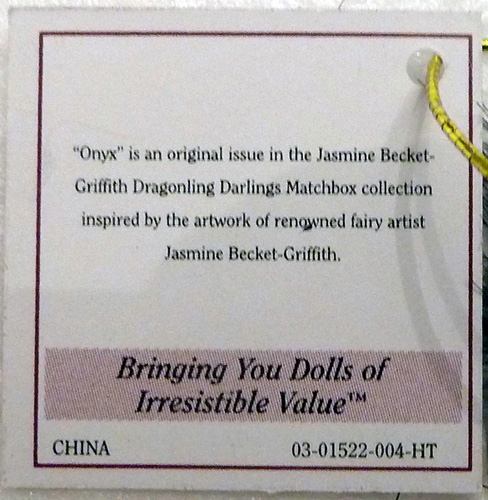 "Onyx" is an original issue in the Jasmine Becket-
Griffith Dragonling Darlings Matchbox collection
inspired by the artwork of renowned fairy artist
Jasmine Becket-Griffith.
Bringing You Dolls of
Irresistible Value™
CHINA 03-01522-004-HT